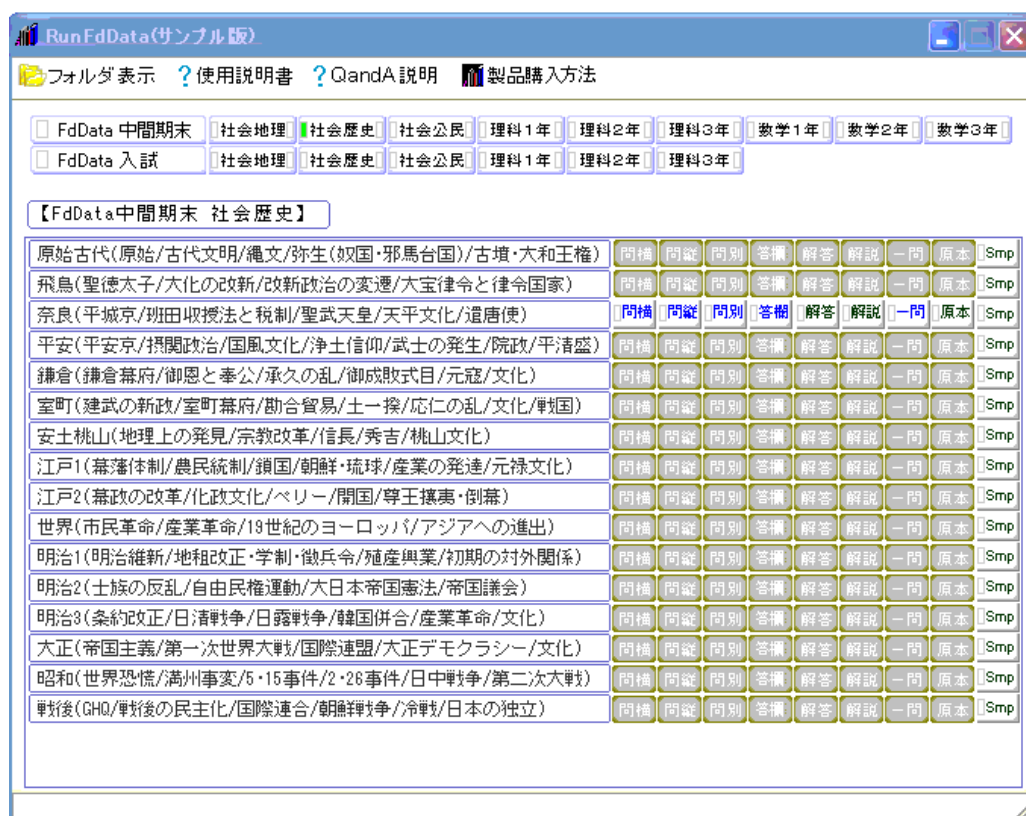 RunFdData(サンプル版)
フォルダ表示 ?使用説明書 ?QandA説明 製品購入方法
FdData 中間期末 社会地理 社会歴史 社会公民 理科1年 理科2年 理科3年 数学1年 数学2年 数学3年
FdData 入試 社会地理 社会歴史 社会公民 理科1年 理科2年 理科3年
【FdData中間期末 社会歴史】
原始古代(原始/古代文明/縄文/弥生(奴国・邪馬台国)/古墳・大和王権) 問横 問縦 問別 答欄 解答 解説 一問 原本 Smp
飛鳥(聖徳太子/大化の改新/改新政治の変遷/大宝律令と律令国家) 問横 問縦 問別 答欄 解答 解説 一問 原本 Smp
奈良(平城京/班田収授法と税制/聖武天皇/天平文化/遣唐使) 問横 問縦 問別 答欄 解答 解説 一問 原本 Smp
平安(平安京/摂関政治/国風文化/浄土信仰/武士の発生/院政/平清盛) 問横 問縦 問別 答欄 解答 解説 一問 原本 Smp
鎌倉(鎌倉幕府/御恩と奉公/承久の乱/御成敗式目/元寇/文化) 問横 問縦 問別 答欄 解答 解説 一問 原本 Smp
室町(建武の新政/室町幕府/勘合貿易/土一揆/応仁の乱/文化/戦国) 問横 問縦 問別 答欄 解答 解説 一問 原本 Smp
安土桃山(地理上の発見/宗教改革/信長/秀吉/桃山文化) 問横 問縦 問別 答欄 解答 解説 一問 原本 Smp
江戸1(幕藩体制/農民統制/鎖国/朝鮮・琉球/産業の発達/元禄文化) 問横 問縦 問別 答欄 解答 解説 一問 原本 Smp
江戸2(幕政の改革/化政文化/ペリー/開国/尊王攘夷・倒幕) 問横 問縦 問別 答欄 解答 解説 一問 原本 Smp
世界(市民革命/産業革命/19世紀のヨーロッパ/アジアへの進出) 問横 問縦 問別 答欄 解答 解説 一問 原本 Smp
明治1(明治維新/地租改正・学制・徴兵令/殖産興業/初期の対外関係) 問横 問縦 問別 答欄 解答 解説 一問 原本 Smp
明治2(士族の反乱/自由民権運動/大日本帝国憲法/帝国議会) 問横 問縦 問別 答欄 解答 解説 一問 原本 Smp
明治3(条約改正/日清戦争/日露戦争/韓国併合/産業革命/文化) 問横 問縦 問別 答欄 解答 解説 一問 原本 Smp
大正(帝国主義/第一次世界大戦/国際連盟/大正デモクラシー/文化) 問横 問縦 問別 答欄 解答 解説 一問 原本 Smp
昭和(世界恐慌/満州事変/5・15事件/2・26事件/日中戦争/第二次大戦) 問横 問縦 問別 答欄 解答 解説 一問 原本 Smp
戦後(GHQ/戦後の民主化/国際連合/朝鮮戦争/冷戦/日本の独立) 問横 問縦 問別 答欄 解答 解説 一問 原本 Smp